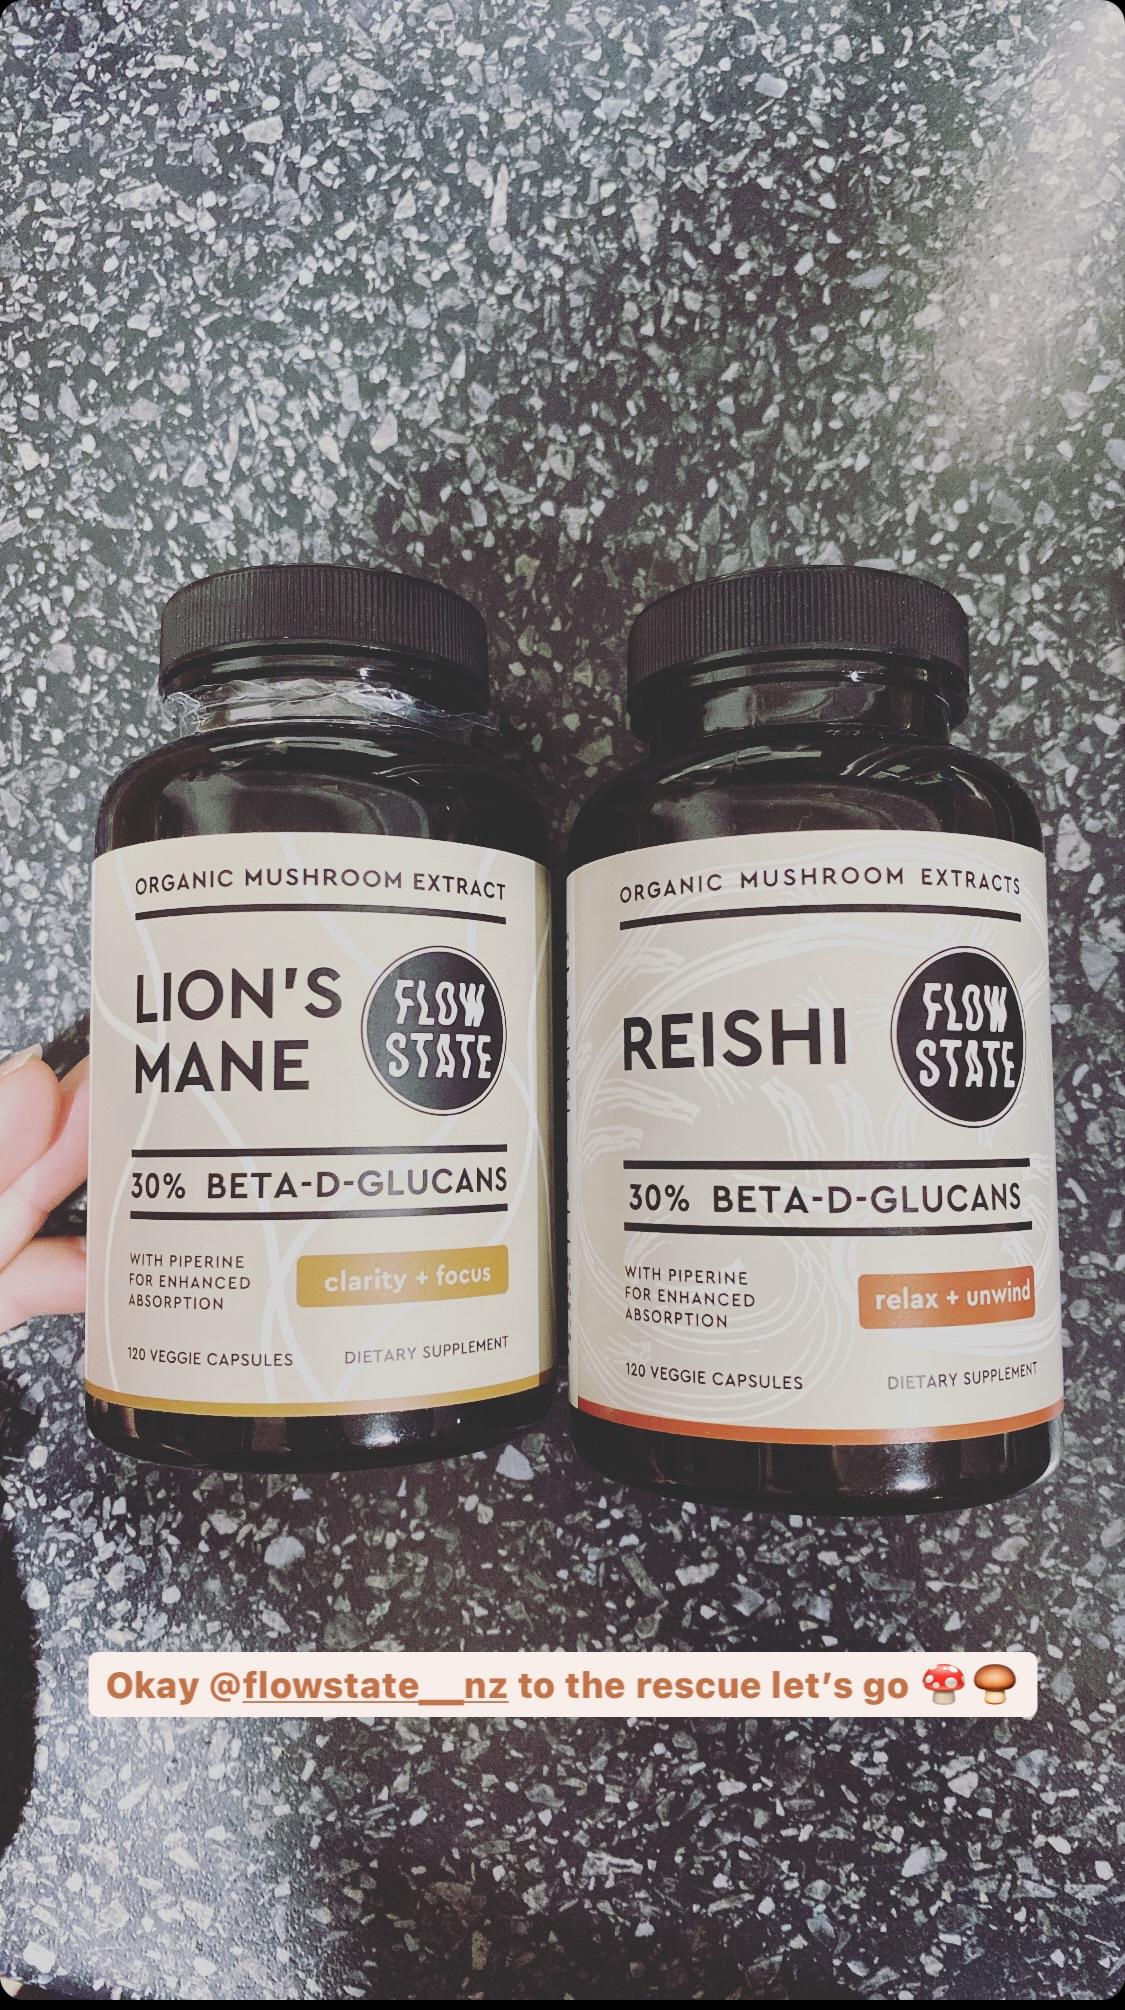 ORGANIC MUSHROOM EXTRACT
LION'S
MANE
FLOW
STATE
30% BETA-D-GLUCANS
WITH PIPERINE
FOR ENHANCED
ABSORPTION
clarity + focus
120 VEGGIE CAPSULES
DIETARY SUPPLEMENT
ORGANIC MUSHROOM EXTRACTS
REISHI
FLOW
STATE
30% BETA-D-GLUCANS
WITH PIPERINE
FOR ENHANCED
ABSORPTION
relax + unwind
120 VEGGIE CAPSULES
DIETARY SUPPLEMENT
Okay @flowstate__nz to the rescue let’s go 🍄🍄‍🟫